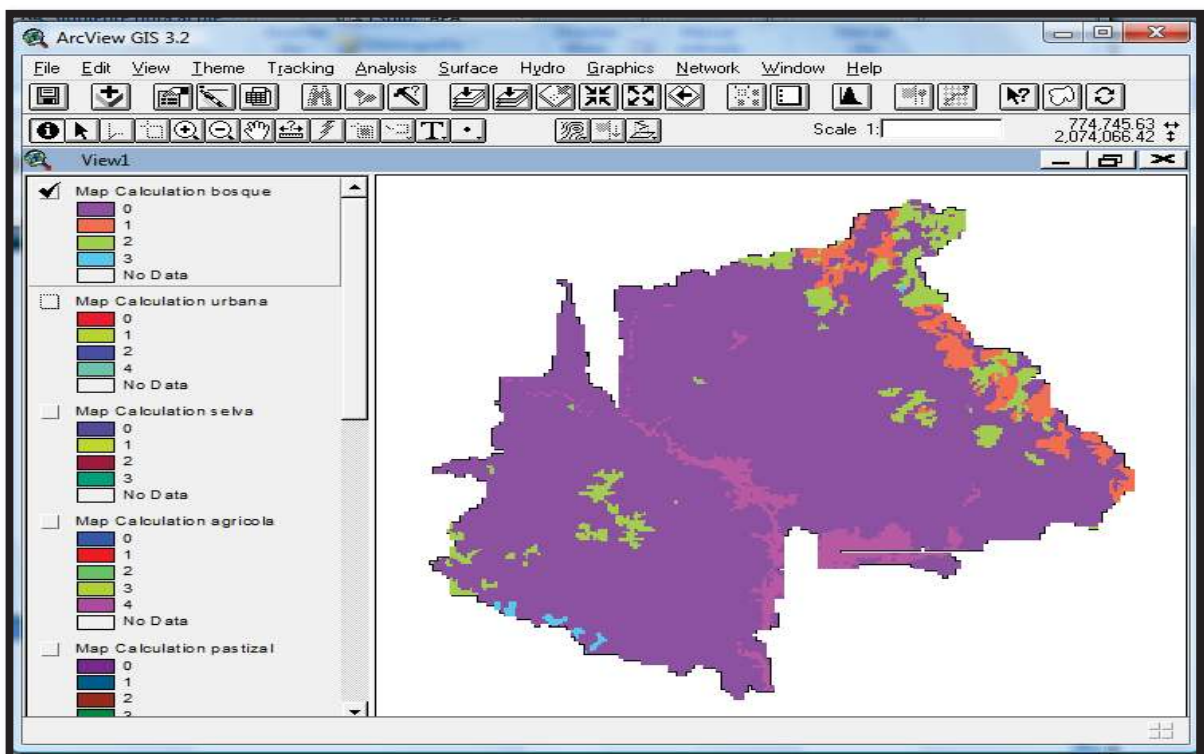 ArcView GIS 3.2
File Edit View Theme Tracking Analysis Surface Hydro Graphics Network Window Help
Scale 1:
774,745.63
2,074,066.42
View1
Map Calculation bosque
0
1
2
3
No Data
Map Calculation urbana
0
1
2
4
No Data
Map Calculation selva
0
1
2
3
No Data
Map Calculation agricola
0
1
2
3
4
No Data
Map Calculation pastizal
0
1
2
3